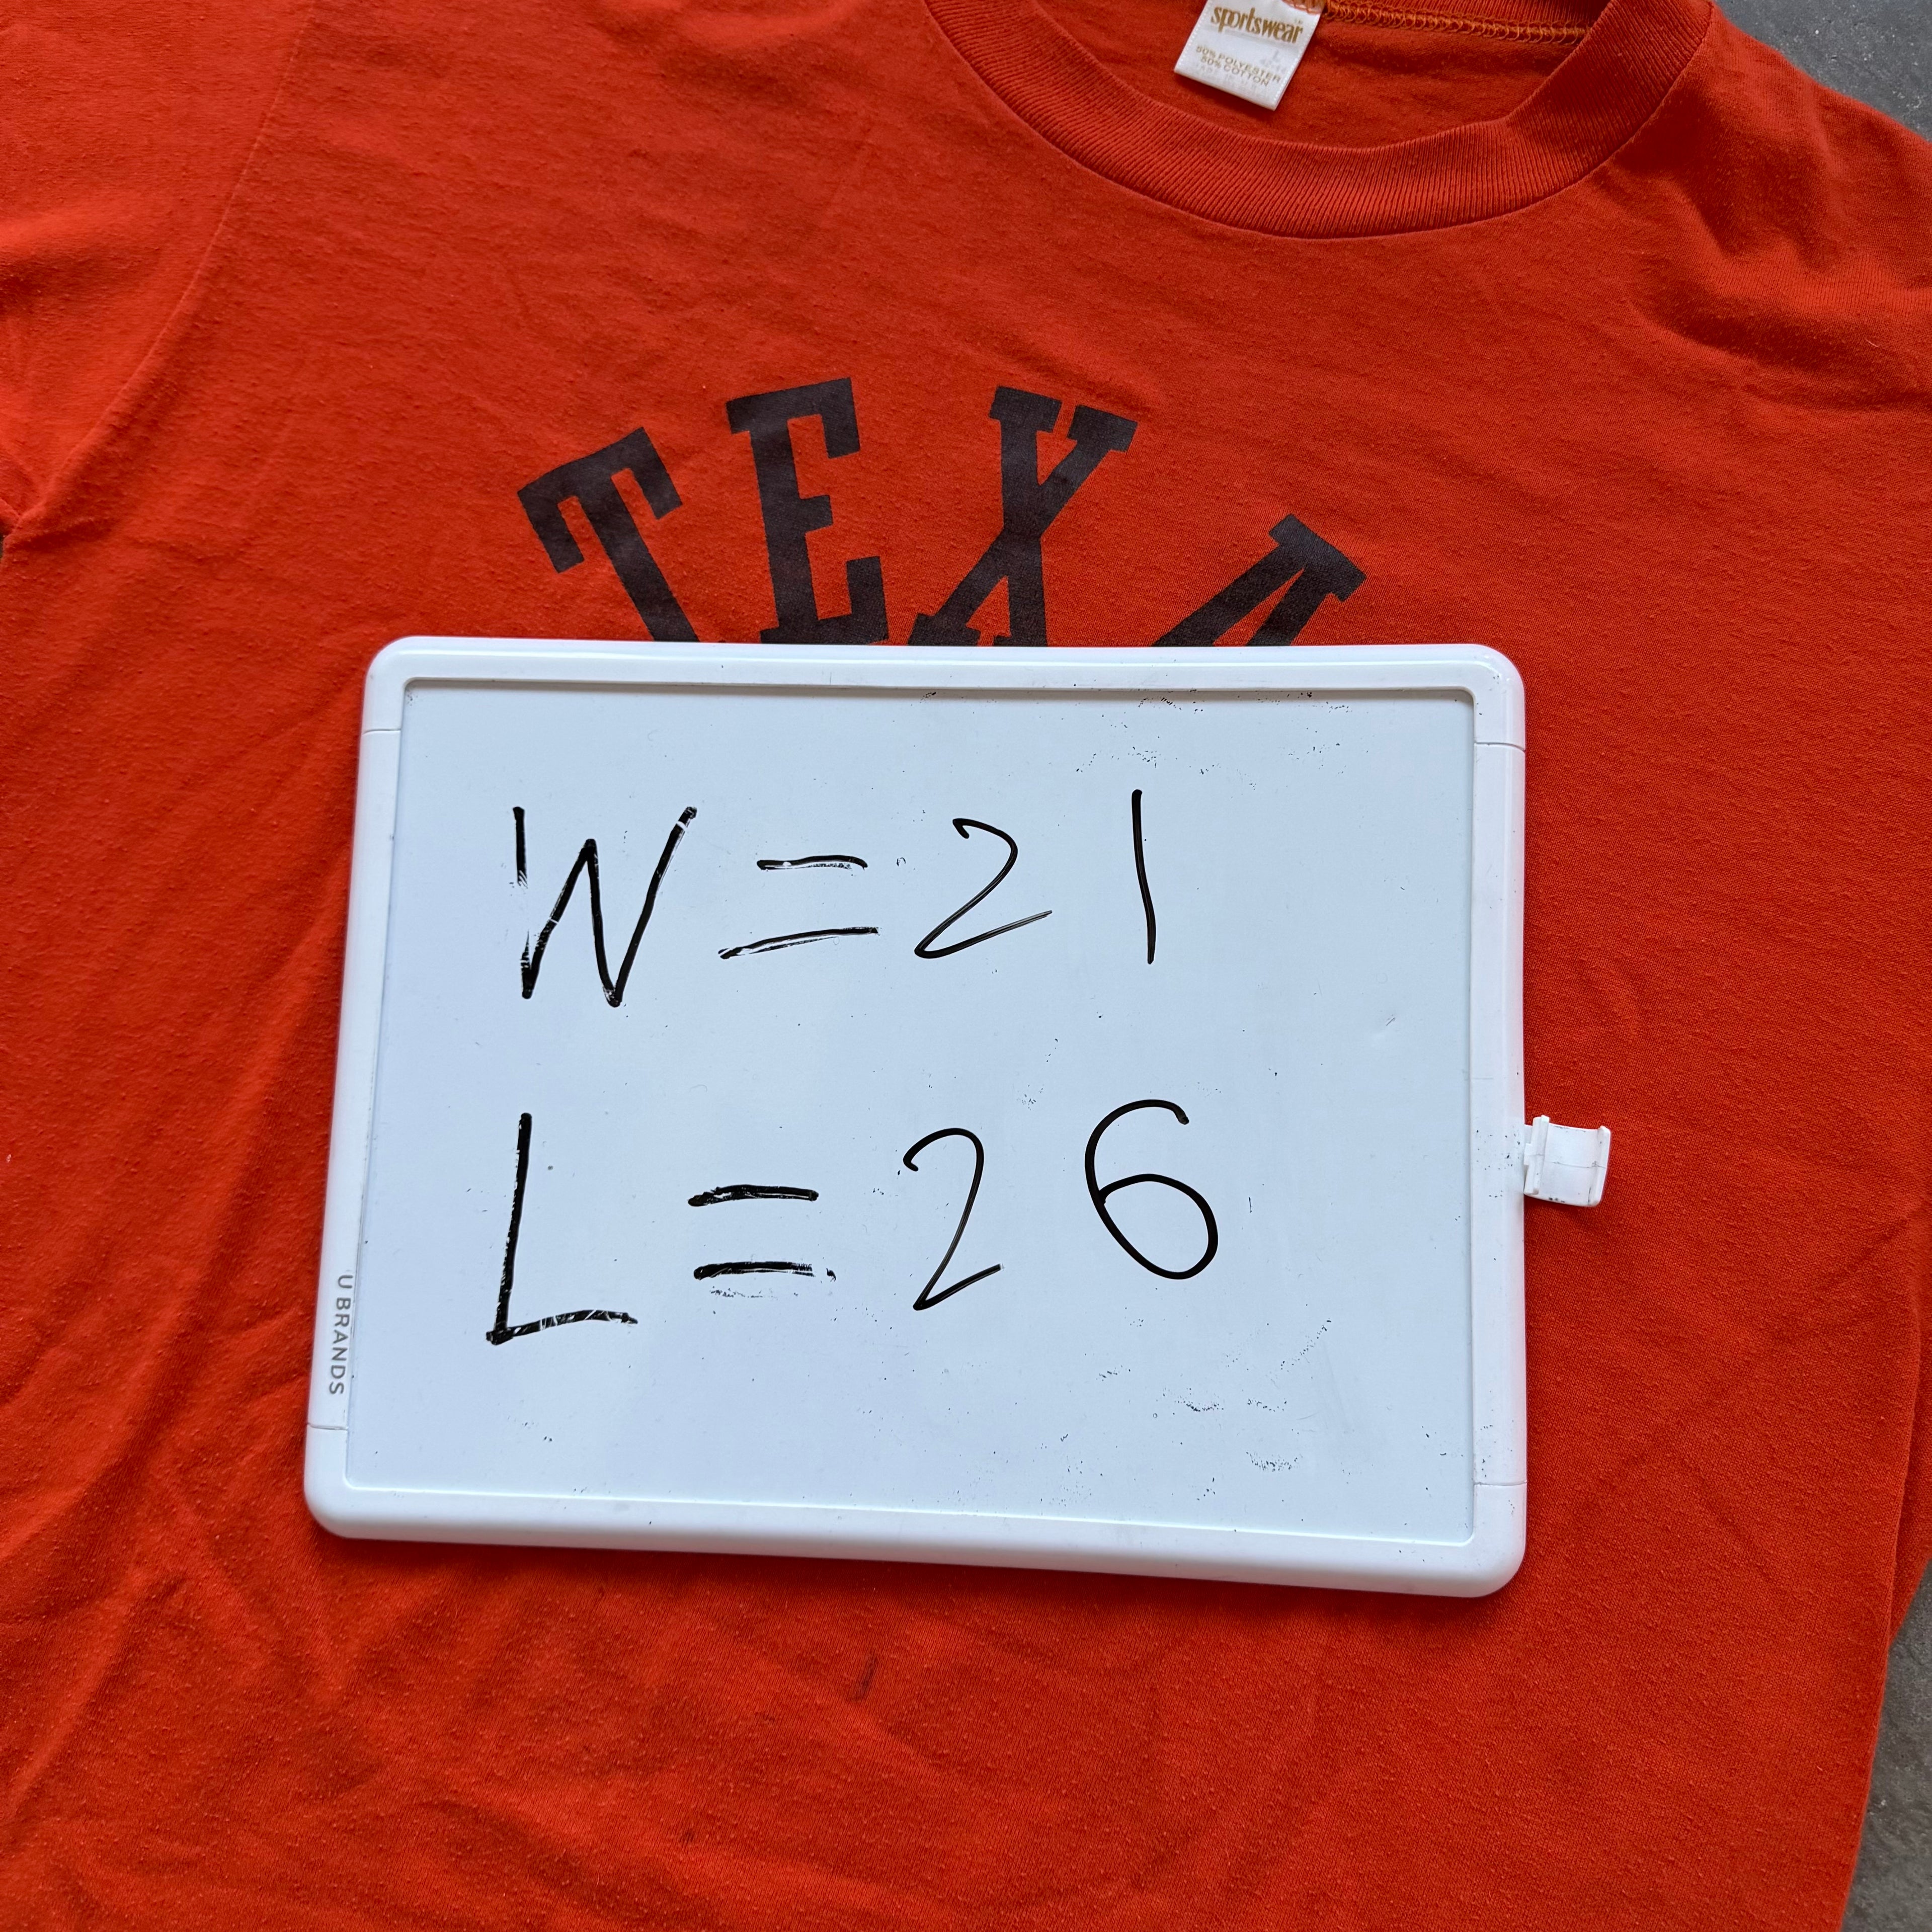 sportswear
50% POLYESTER
50% COTTON
TEXA
W = 21
L = 26
U BRANDS